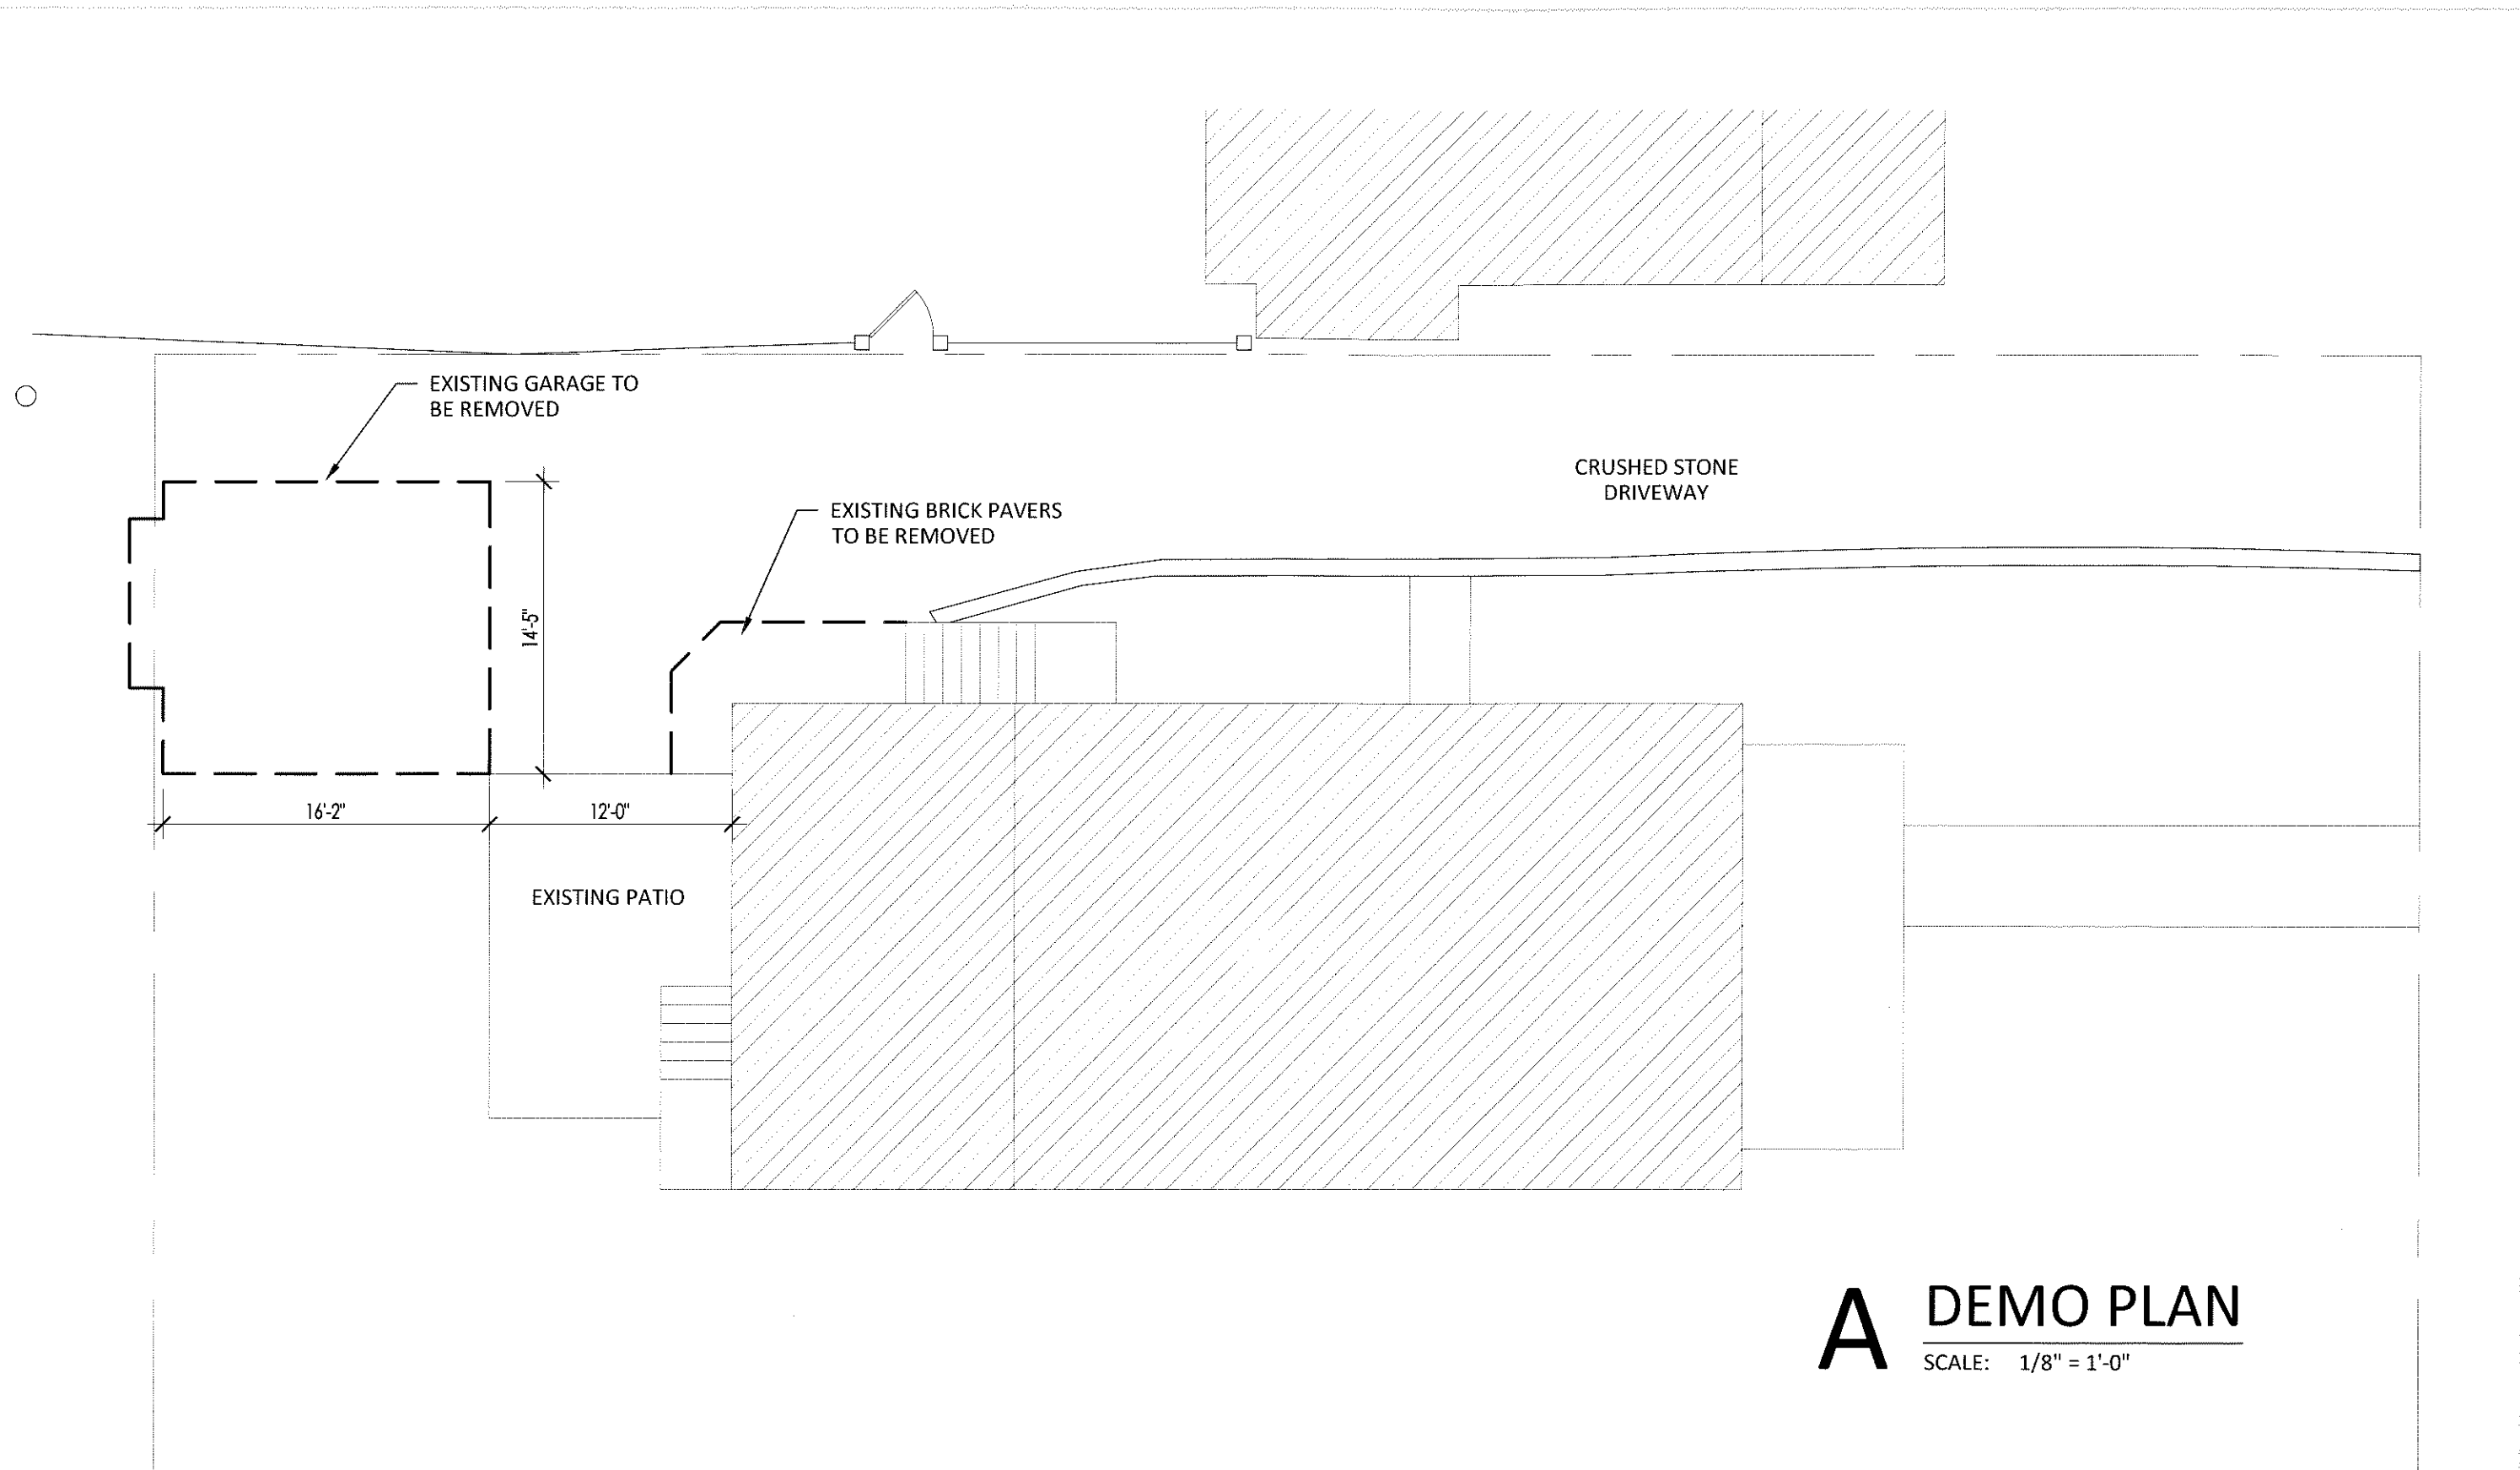 EXISTING GARAGE TO
BE REMOVED
CRUSHED STONE
DRIVEWAY
EXISTING BRICK PAVERS
TO BE REMOVED
14'-5"
16'-2"
12'-0"
EXISTING PATIO
A
DEMO PLAN
SCALE: 1/8" = 1'-0"